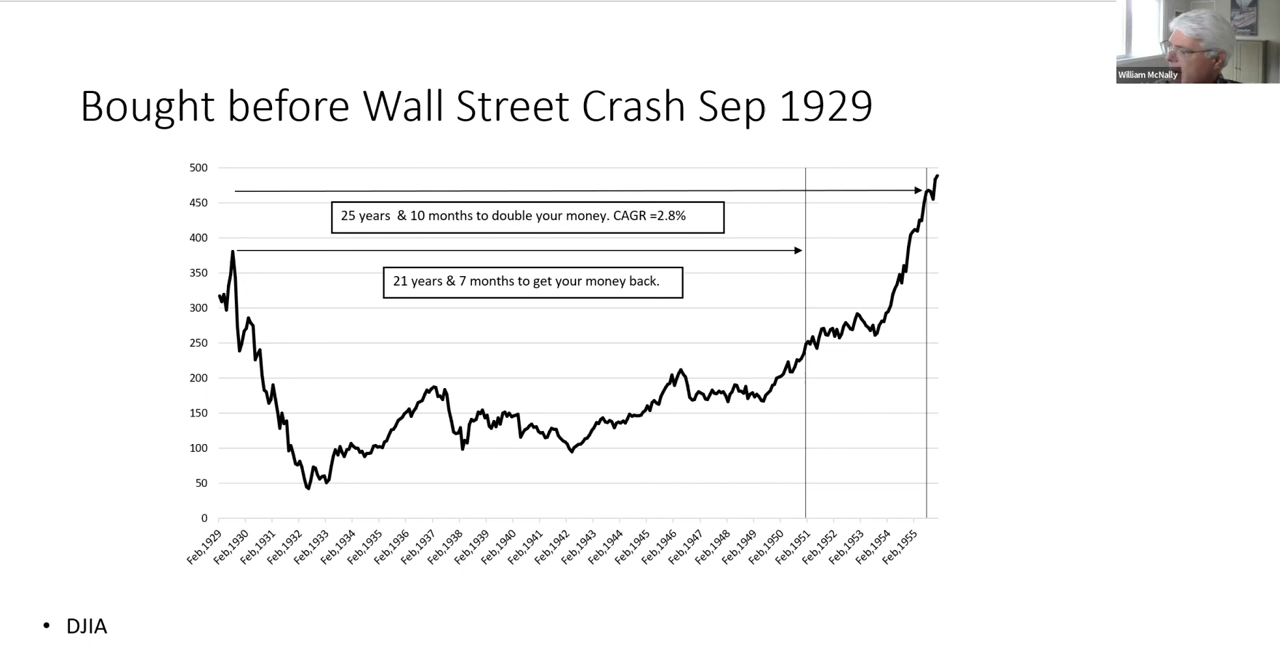 William McNally
Bought before Wall Street Crash Sep 1929
500
450
400
350
300
250
200
150
100
50
0
25 years & 10 months to double your money. CAGR =2.8%
21 years & 7 months to get your money back.
Feb,1929
Feb,1930
Feb,1931
Feb,1932
Feb,1933
Feb,1934
Feb,1935
Feb,1936
Feb,1937
Feb,1938
Feb,1939
Feb,1940
Feb,1941
Feb,1942
Feb,1943
Feb,1944
Feb,1945
Feb,1946
Feb,1947
Feb,1948
Feb,1949
Feb,1950
Feb,1951
Feb,1952
Feb,1953
Feb,1954
Feb,1955
• DJIA